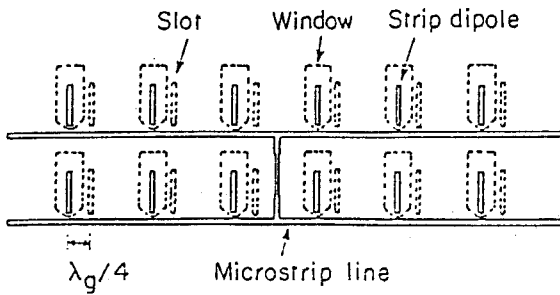 Slot
Window
Strip dipole
λg/4
Microstrip line